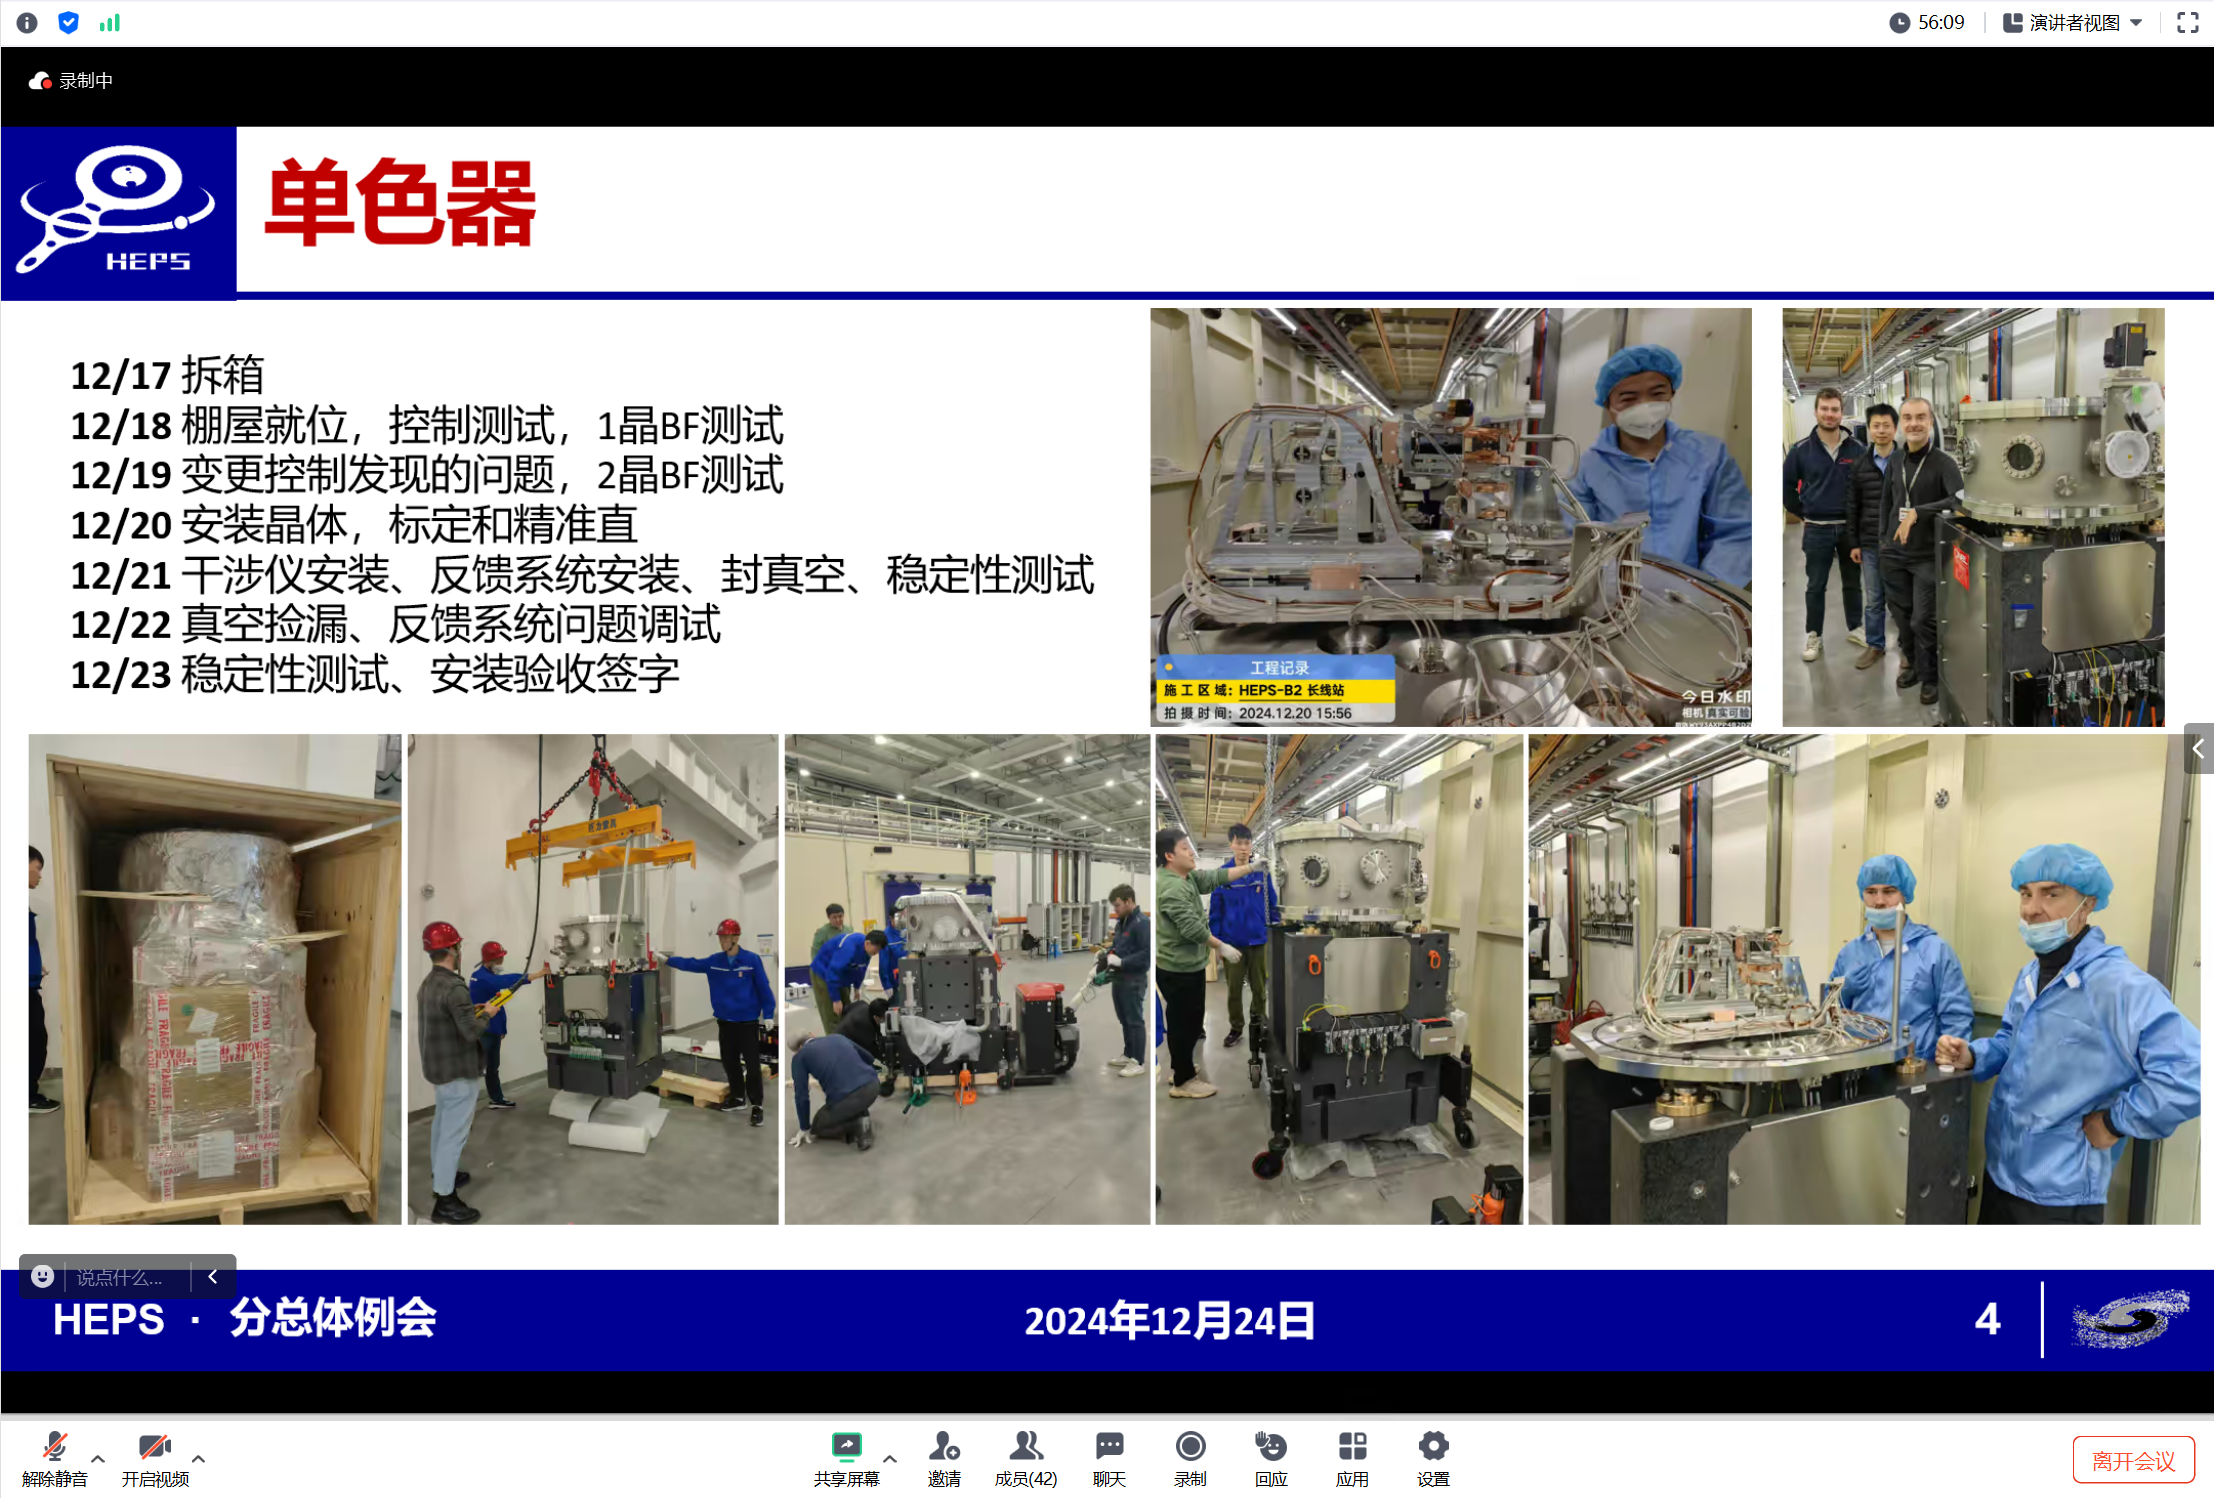 56:09
演讲者视图
录制中
HEPS
单色器
12/17 拆箱
12/18 棚屋就位，控制测试，1晶BF测试
12/19 变更控制发现的问题，2晶BF测试
12/20 安装晶体，标定和精准直
12/21 干涉仪安装、反馈系统安装、封真空、稳定性测试
12/22 真空捡漏、反馈系统问题调试
12/23 稳定性测试、安装验收签字
工程记录
施工区域：HEPS-B2 长线站
拍摄时间：2024.12.20 15:56
今日水印
相机 真实可验
FRAGILE
说点什么...
HEPS · 分总体例会
2024年12月24日
4
解除静音
开启视频
共享屏幕
邀请
成员(42)
聊天
录制
回应
应用
设置
离开会议